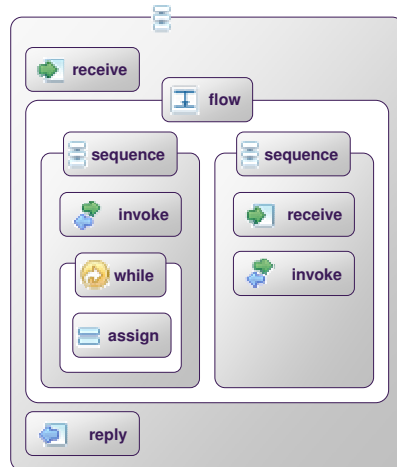 receive
flow
sequence
sequence
invoke
receive
while
invoke
assign
reply